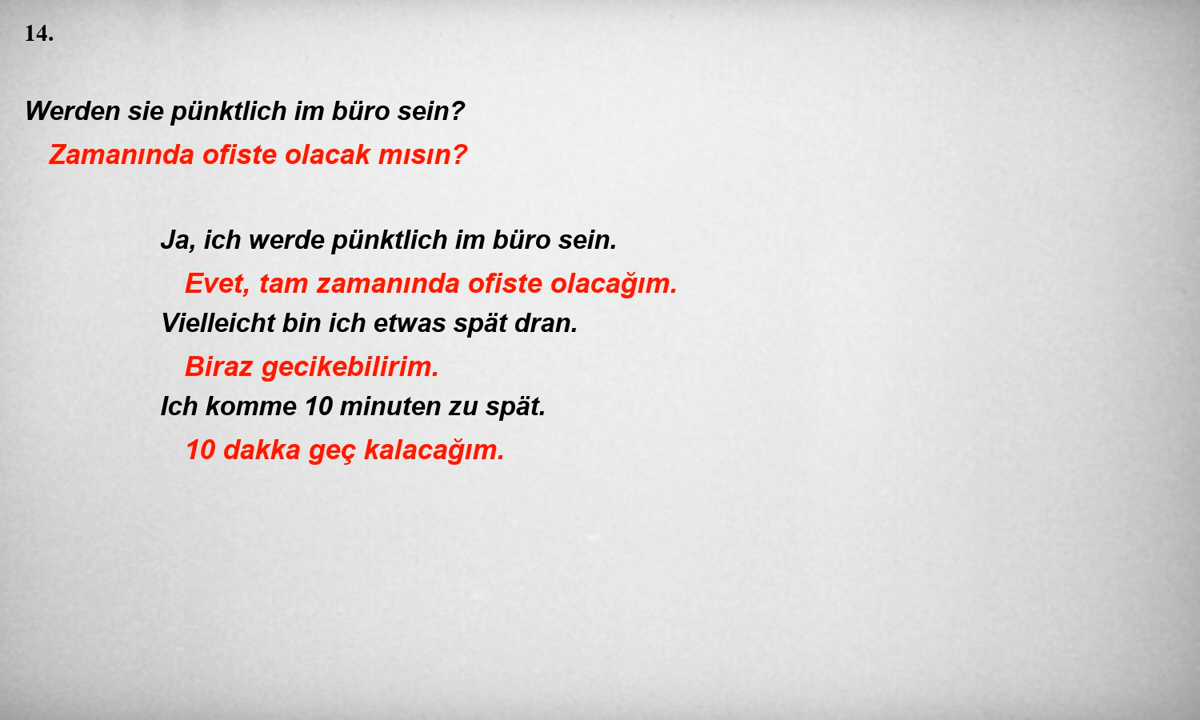 14.
Werden sie pünktlich im büro sein?
Zamanında ofiste olacak mısın?
Ja, ich werde pünktlich im büro sein.
Evet, tam zamanında ofiste olacağım.
Vielleicht bin ich etwas spät dran.
Biraz gecikebilirim.
Ich komme 10 minuten zu spät.
10 dakka geç kalacağım.